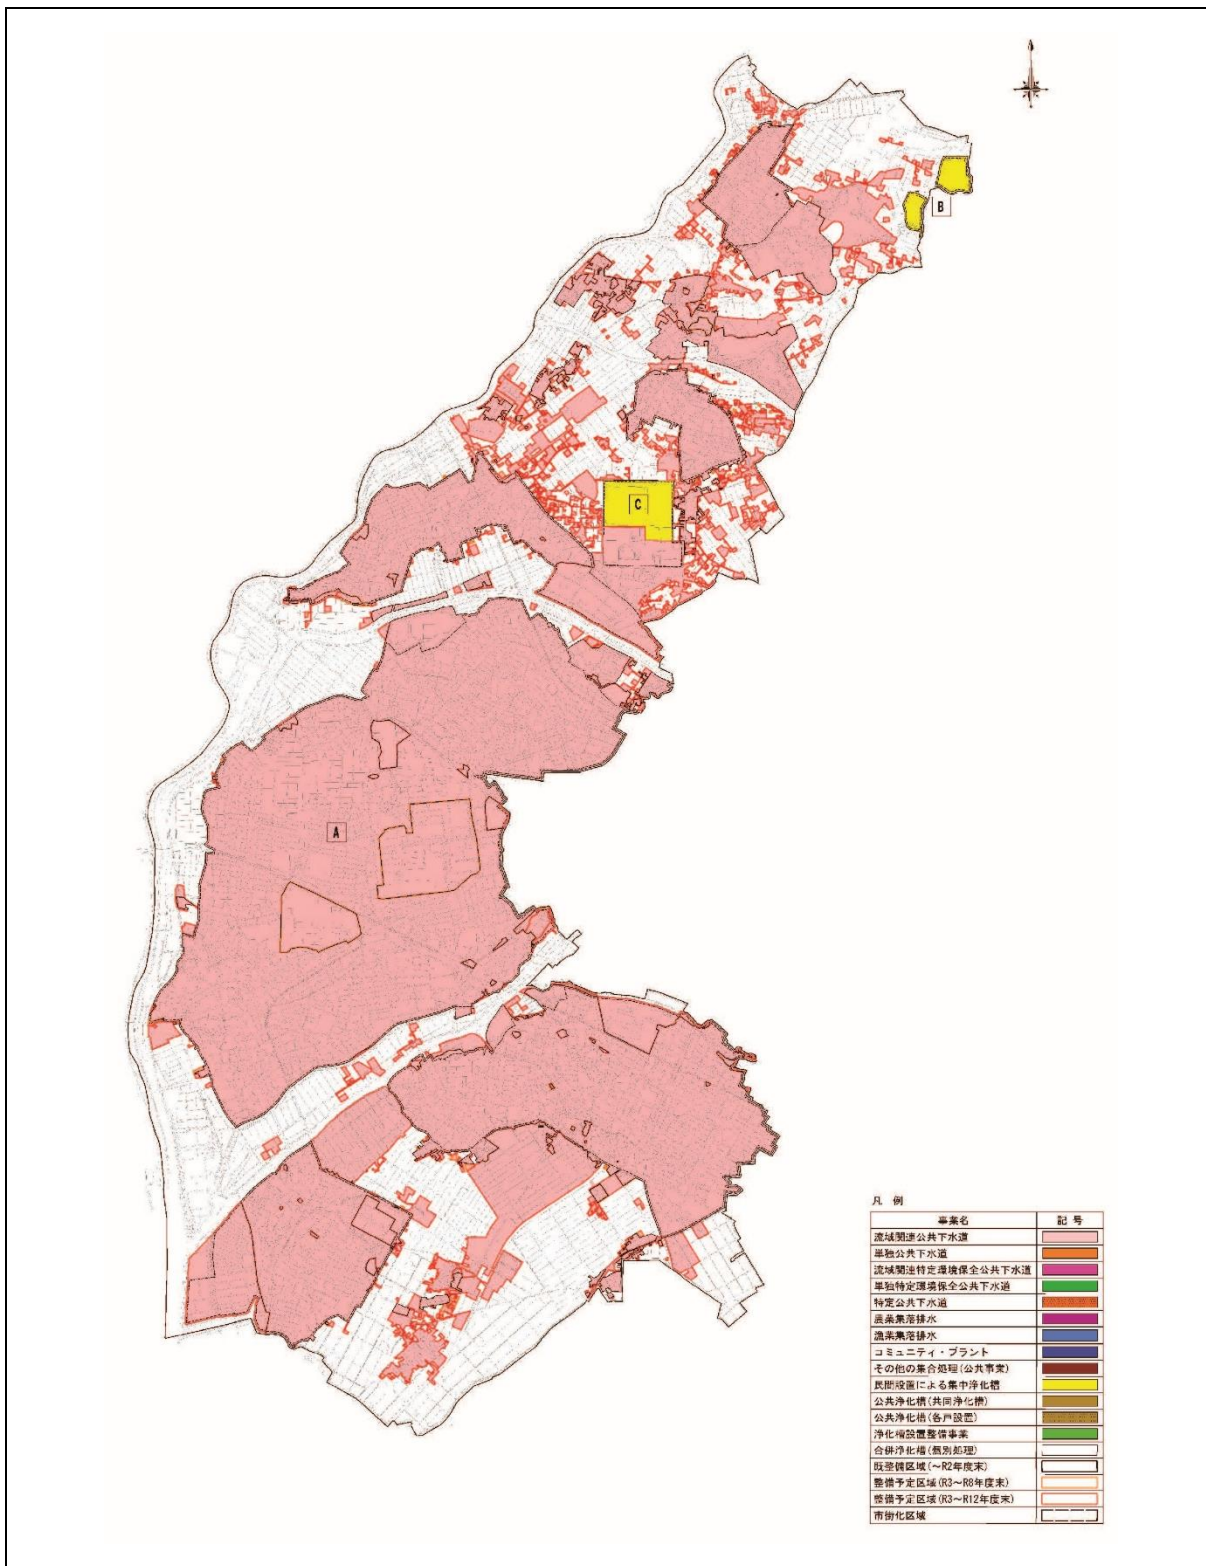 B
C
A
凡 例
事業名 記 号
流域関連公共下水道
単独公共下水道
流域関連特定環境保全公共下水道
単独特定環境保全公共下水道
特定公共下水道
農業集落排水
漁業集落排水
コミュニティ・プラント
その他の集合処理(公共事業)
民間設置による集中浄化槽
公共浄化槽(共同浄化槽)
公共浄化槽(各戸設置)
浄化槽設置整備事業
合併浄化槽(個別処理)
既整備区域(~R2年度末)
整備予定区域(R3~R8年度末)
整備予定区域(R3~R12年度末)
市街化区域